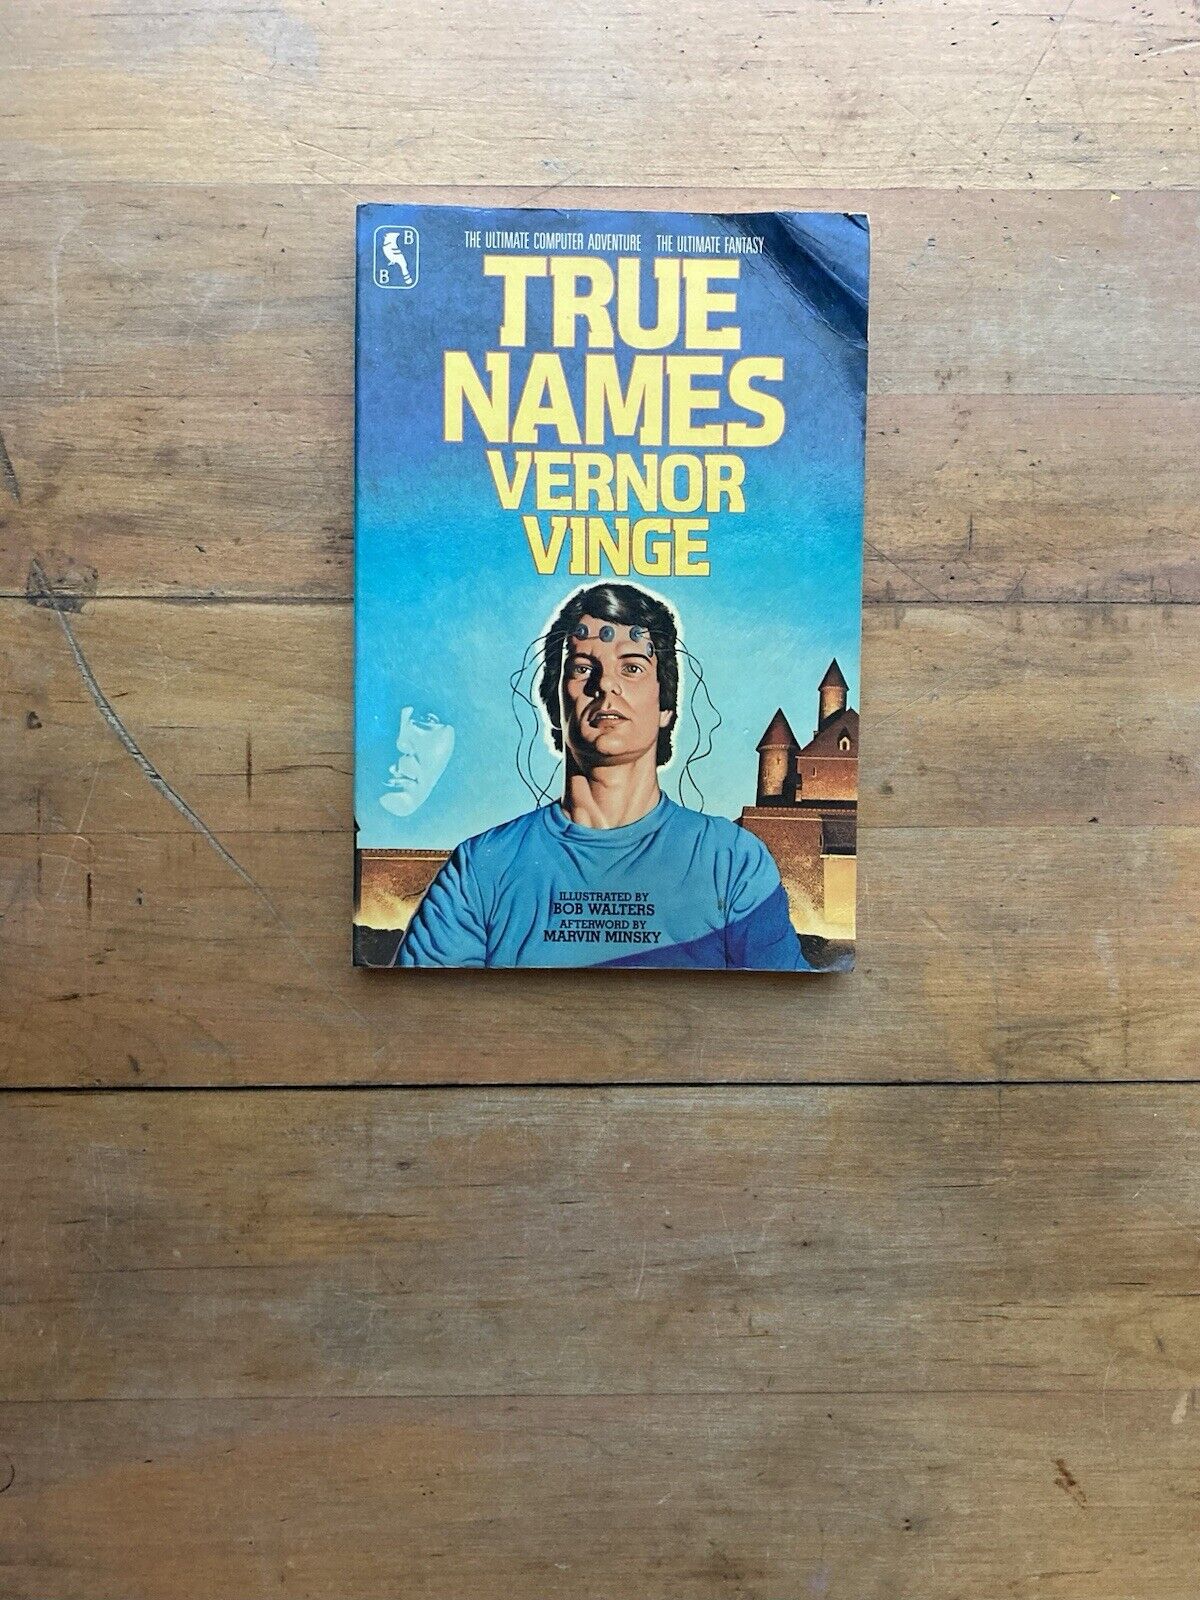 B
B
THE ULTIMATE COMPUTER ADVENTURE THE ULTIMATE FANTASY
TRUE
NAMES
VERNOR
VINGE
ILLUSTRATED BY
BOB WALTERS
AFTERWORD BY
MARVIN MINSKY